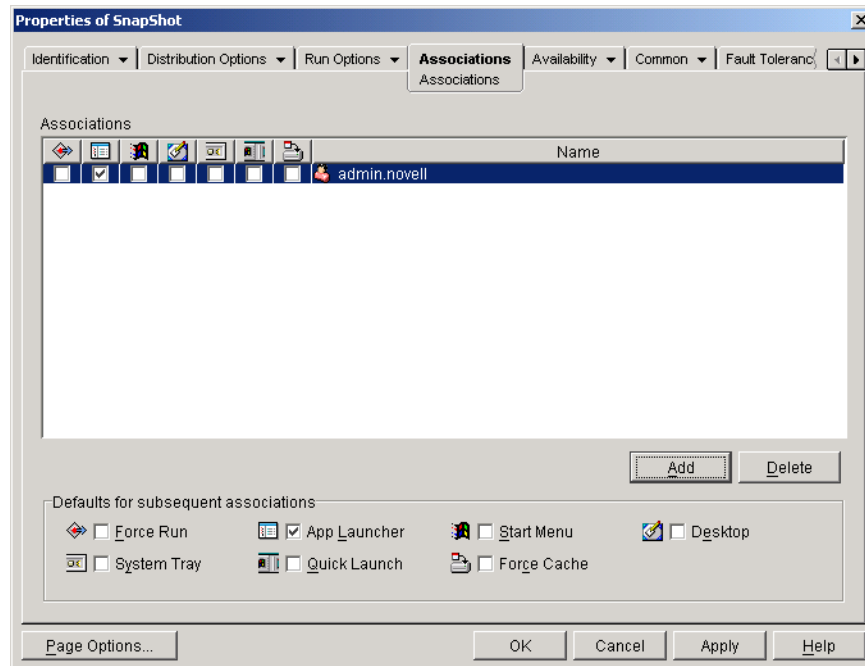 Properties of SnapShot
Identification Distribution Options Run Options Associations Availability Common Fault Toleranc
Associations
Associations
Name
admin.novell
Add Delete
Defaults for subsequent associations
Force Run App Launcher Start Menu Desktop
System Tray Quick Launch Force Cache
Page Options... OK Cancel Apply Help